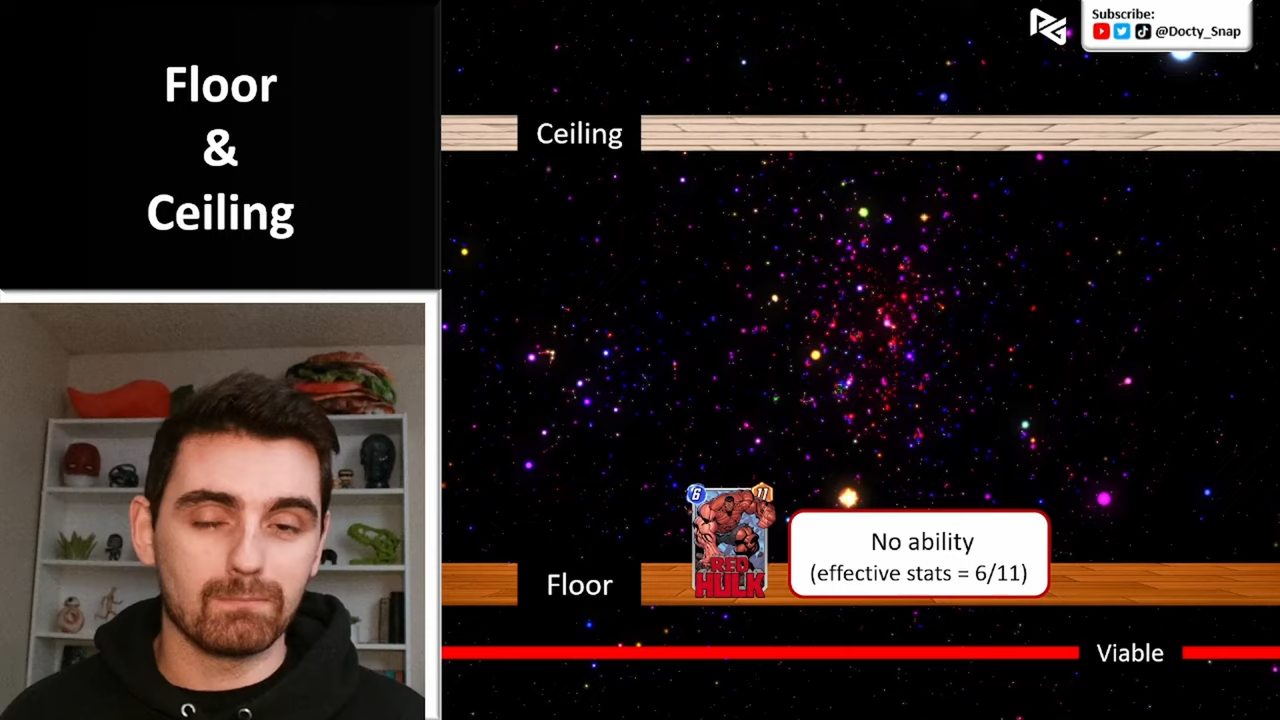 Floor
&
Ceiling
Subscribe:
@Docty_Snap
Ceiling
6 11
RED
HULK
No ability
(effective stats = 6/11)
Floor
Viable